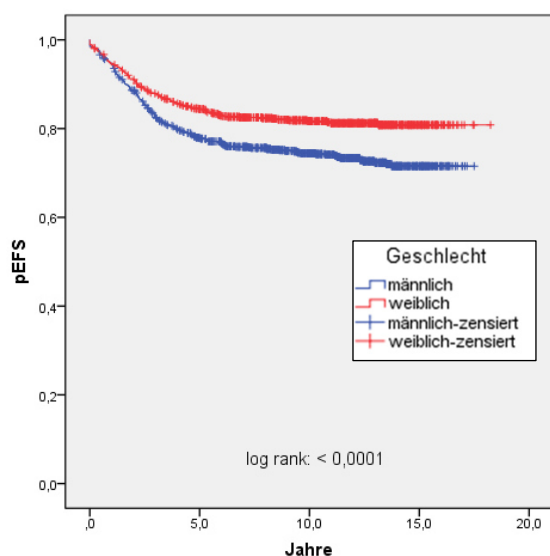 1,0
0,8
0,6
0,4
0,2
0,0
pEFS
Geschlecht
männlich
weiblich
männlich-zensiert
weiblich-zensiert
log rank: < 0,0001
,0 5,0 10,0 15,0 20,0
Jahre